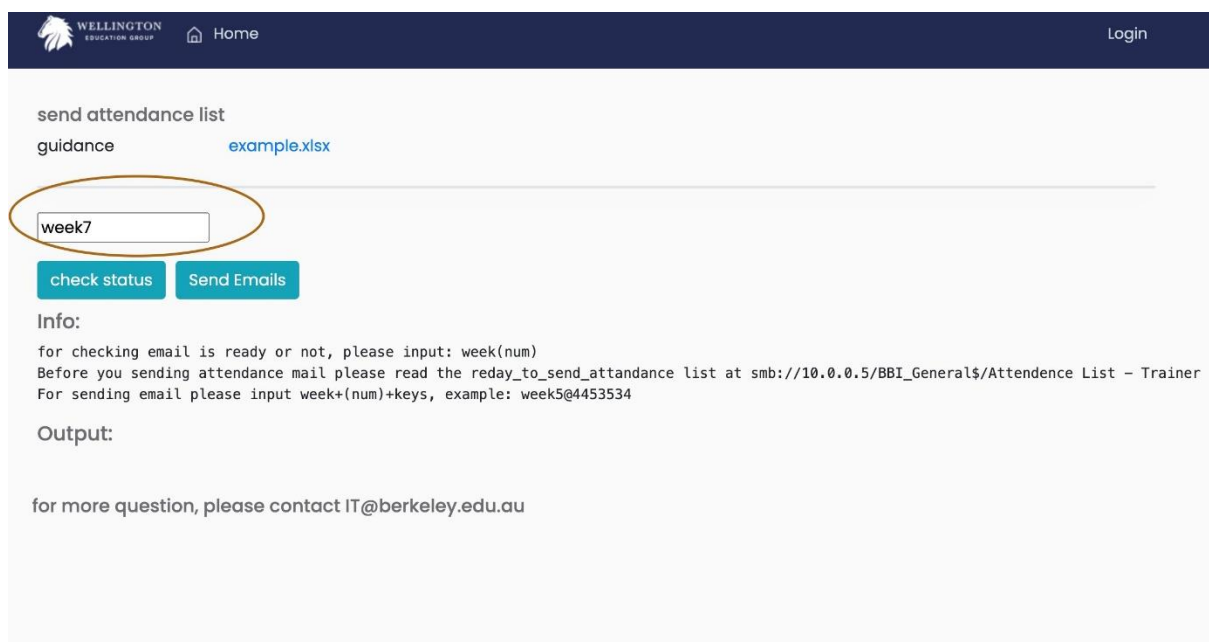 WELLINGTON
EDUCATION GROUP
Home
Login
send attendance list
guidance example.xlsx
week7
check status Send Emails
Info:
for checking email is ready or not, please input: week(num)
Before you sending attendance mail please read the reday_to_send_attandance list at smb://10.0.0.5/BBI_General$/Attendence List – Trainer
For sending email please input week+(num)+keys, example: week5@4453534
Output:
for more question, please contact IT@berkeley.edu.au